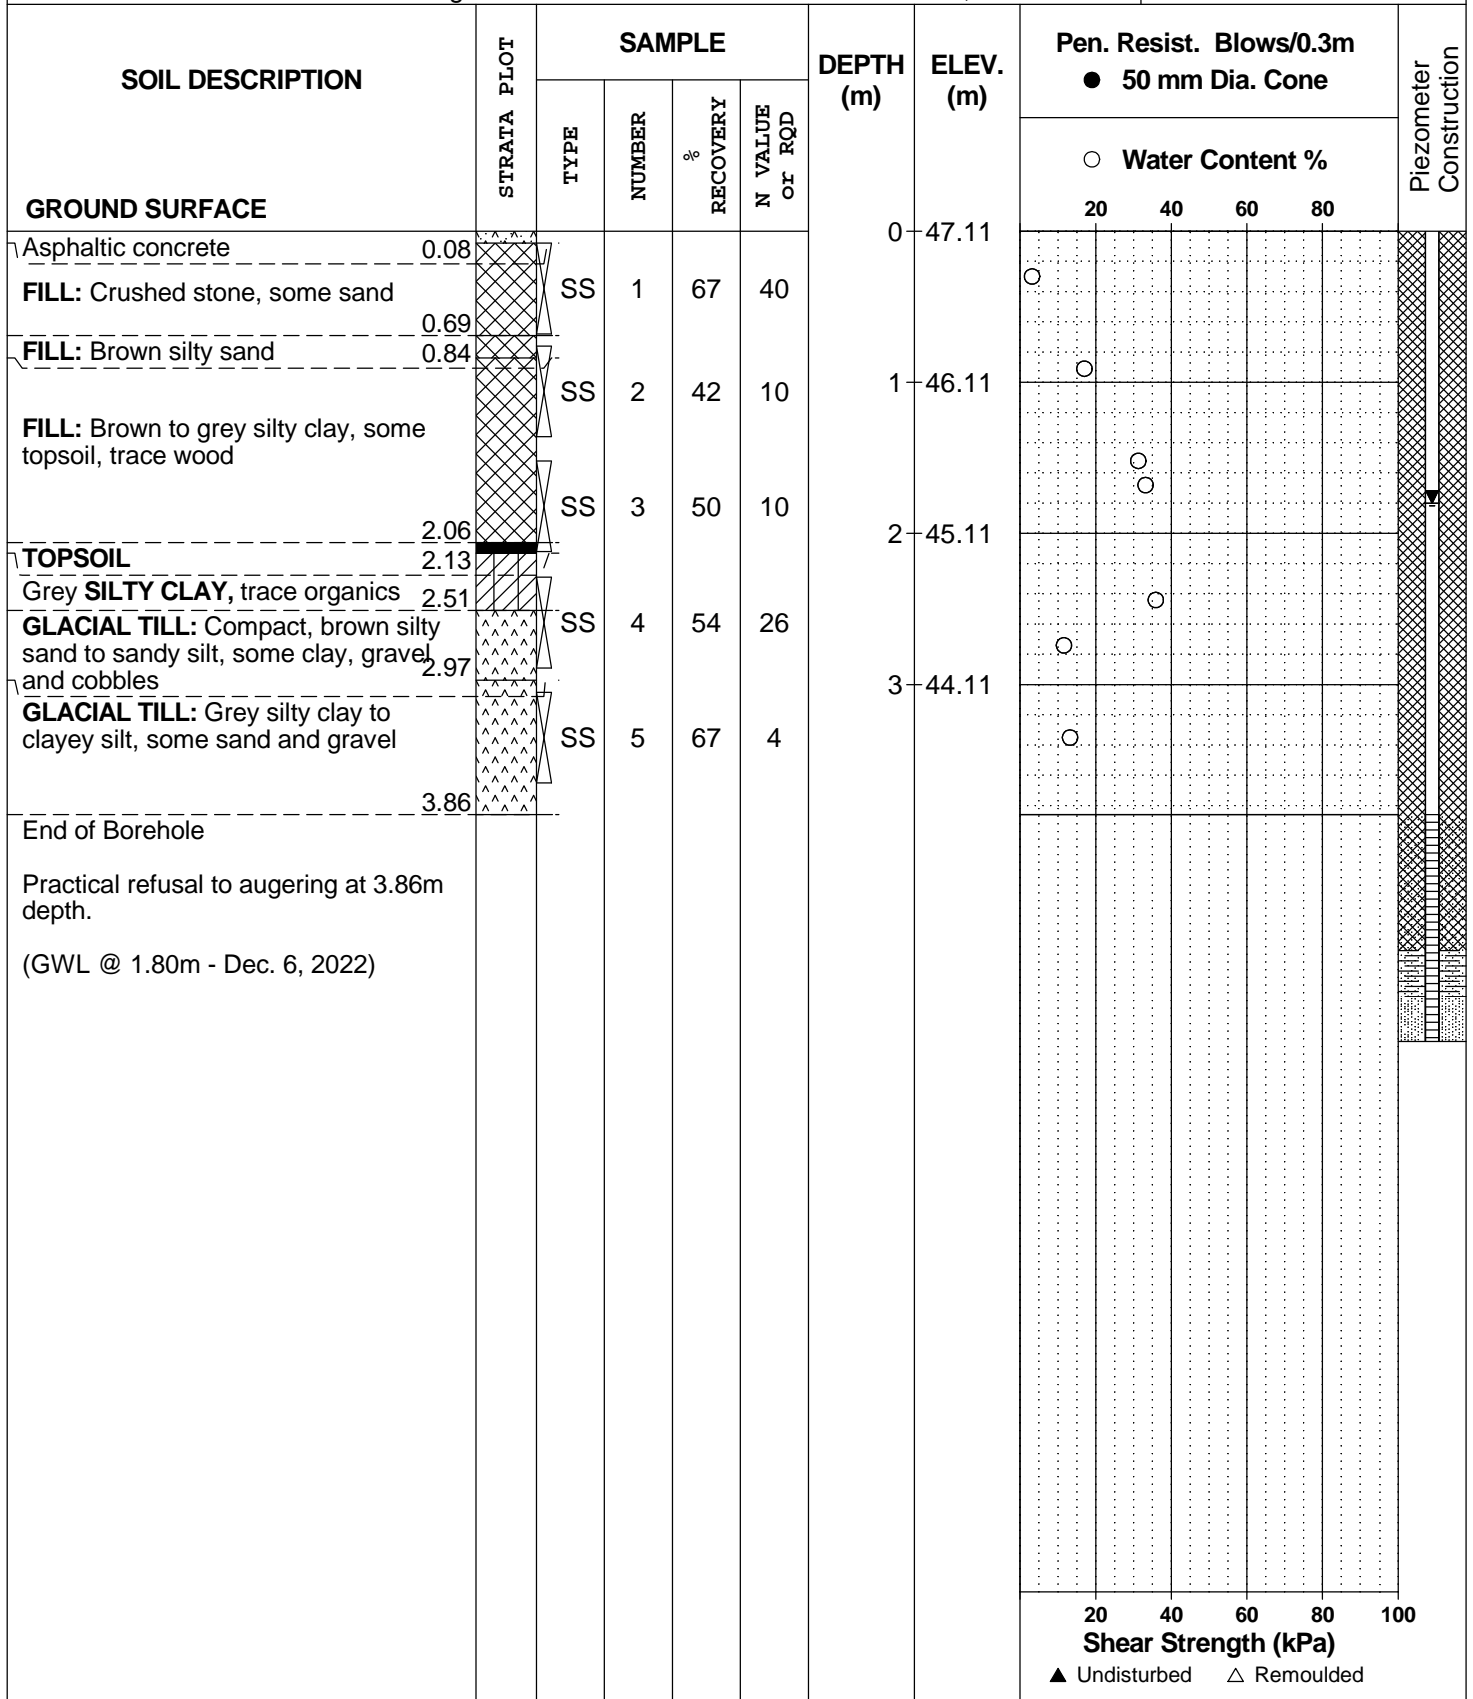 SOIL DESCRIPTION
GROUND SURFACE
STRATA PLOT
SAMPLE
TYPE
NUMBER
% RECOVERY
N VALUE or RQD
DEPTH (m)
ELEV. (m)
Pen. Resist. Blows/0.3m
● 50 mm Dia. Cone
○ Water Content %
20 40 60 80
Piezometer Construction
0 47.11
Asphaltic concrete 0.08
FILL: Crushed stone, some sand
SS 1 67 40
0.69
FILL: Brown silty sand 0.84
1 46.11
SS 2 42 10
FILL: Brown to grey silty clay, some
topsoil, trace wood
SS 3 50 10
2.06
2 45.11
TOPSOIL 2.13
Grey SILTY CLAY, trace organics 2.51
GLACIAL TILL: Compact, brown silty
sand to sandy silt, some clay, gravel
and cobbles
2.97
SS 4 54 26
3 44.11
GLACIAL TILL: Grey silty clay to
clayey silt, some sand and gravel
SS 5 67 4
3.86
End of Borehole
Practical refusal to augering at 3.86m
depth.
(GWL @ 1.80m - Dec. 6, 2022)
20 40 60 80 100
Shear Strength (kPa)
▲ Undisturbed △ Remoulded